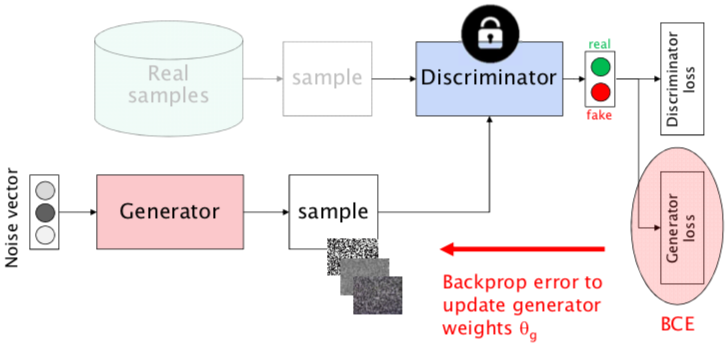 Real
samples
sample
Discriminator
real
fake
Discriminator
loss
Noise vector
Generator
sample
Generator
loss
Backprop error to
update generator
weights θg
BCE